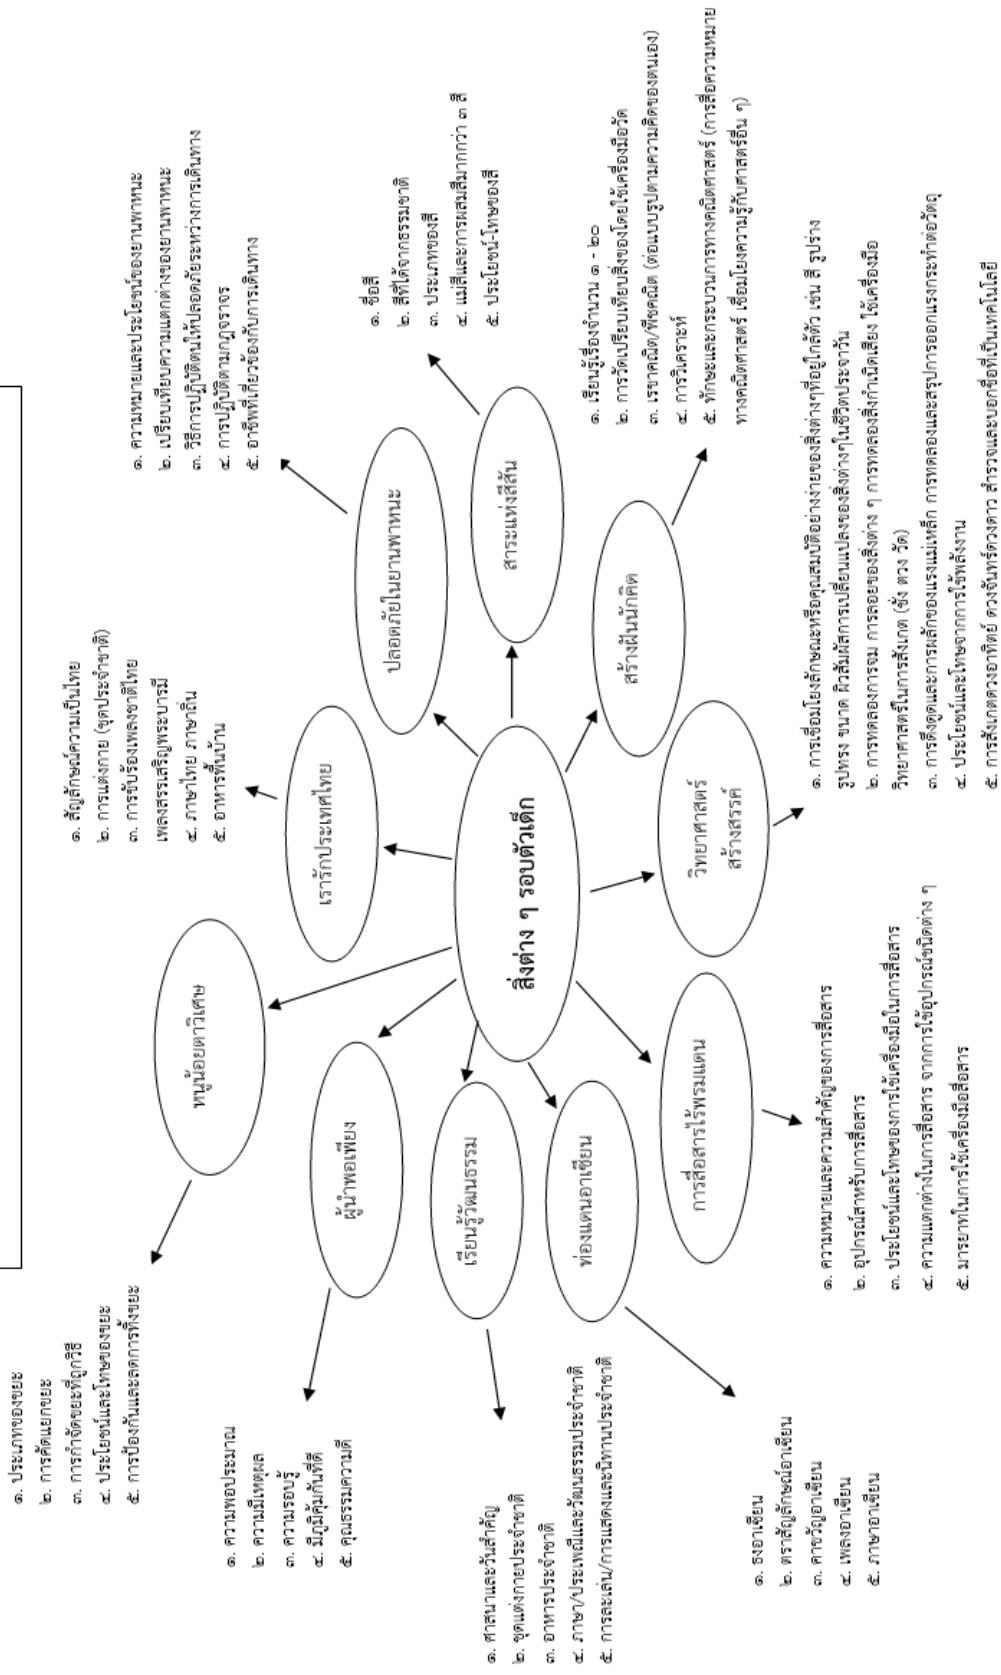 สิ่งต่าง ๆ รอบตัวเด็ก
หนูน้อยตาวิเศษ
๑. ประเภทของขยะ
๒. การคัดแยกขยะ
๓. การกำจัดขยะที่ถูกวิธี
๔. ประโยชน์และโทษของขยะ
๕. การป้องกันและลดการทิ้งขยะ
เรารักประเทศไทย
๑. สัญลักษณ์ความเป็นไทย
๒. การแต่งกาย (ชุดประจำชาติ)
๓. การขับร้องเพลงชาติไทย
เพลงสรรเสริญพระบารมี
๔. ภาษาไทย ภาษาถิ่น
๕. อาหารพื้นบ้าน
ปลอดภัยในยานพาหนะ
๑. ความหมายและประโยชน์ของยานพาหนะ
๒. เปรียบเทียบความแตกต่างของยานพาหนะ
๓. วิธีการปฏิบัติตนให้ปลอดภัยระหว่างการเดินทาง
๔. การปฏิบัติตามกฎจราจร
๕. อาชีพที่เกี่ยวข้องกับการเดินทาง
สาระแห่งสีสัน
๑. ชื่อสี
๒. สีที่ได้จากธรรมชาติ
๓. ประเภทของสี
๔. แม่สีและการผสมสีมากกว่า ๓ สี
๕. ประโยชน์-โทษของสี
สร้างฝันนักคิด
๑. เรียนรู้เรื่องจำนวน ๑ - ๒๐
๒. การวัดเปรียบเทียบสิ่งของโดยใช้เครื่องมือวัด
๓. เรขาคณิต/พีชคณิต (ต่อแบบรูปตามความคิดของตนเอง)
๔. การวิเคราะห์
๕. ทักษะและกระบวนการทางคณิตศาสตร์ (การสื่อความหมาย
ทางคณิตศาสตร์ เชื่อมโยงความรู้กับศาสตร์อื่น ๆ)
วิทยาศาสตร์
สร้างสรรค์
๑. การเชื่อมโยงลักษณะหรือคุณสมบัติอย่างง่ายของสิ่งต่างๆที่อยู่ใกล้ตัว เช่น สี รูปร่าง
รูปทรง ขนาด ผิวสัมผัสการเปลี่ยนแปลงของสิ่งต่างๆในชีวิตประจำวัน
๒. การทดลองการจม การลอยของสิ่งต่าง ๆ การทดลองสิ่งกำเนิดเสียง ใช้เครื่องมือ
วิทยาศาสตร์ในการสังเกต (ชั่ง ตวง วัด)
๓. การดึงดูดและการผลักของแรงแม่เหล็ก การทดลองและสรุปการออกแรงกระทำต่อวัตถุ
๔. ประโยชน์และโทษจากการใช้พลังงาน
๕. การสังเกตดวงอาทิตย์ ดวงจันทร์ดวงดาว สำรวจและบอกชื่อที่เป็นเทคโนโลยี
การสื่อสารไร้พรมแดน
๑. ความหมายและความสำคัญของการสื่อสาร
๒. อุปกรณ์สำหรับการสื่อสาร
๓. ประโยชน์และโทษของการใช้เครื่องมือในการสื่อสาร
๔. ความแตกต่างในการสื่อสาร จากการใช้อุปกรณ์ชนิดต่าง ๆ
๕. มารยาทในการใช้เครื่องมือสื่อสาร
ท่องแดนอาเซียน
๑. ธงอาเซียน
๒. ตราสัญลักษณ์อาเซียน
๓. คาขวัญอาเซียน
๔. เพลงอาเซียน
๕. ภาษาอาเซียน
เรียนรู้วัฒนธรรม
๑. ศาสนาและวันสำคัญ
๒. ชุดแต่งกายประจำชาติ
๓. อาหารประจำชาติ
๔. ภาษา/ประเพณีและวัฒนธรรมประจำชาติ
๕. การละเล่น/การแสดงและนิทานประจำชาติ
ผู้นำพอเพียง
๑. ความพอประมาณ
๒. ความมีเหตุผล
๓. ความรอบรู้
๔. มีภูมิคุ้มกันที่ดี
๕. คุณธรรมความดี